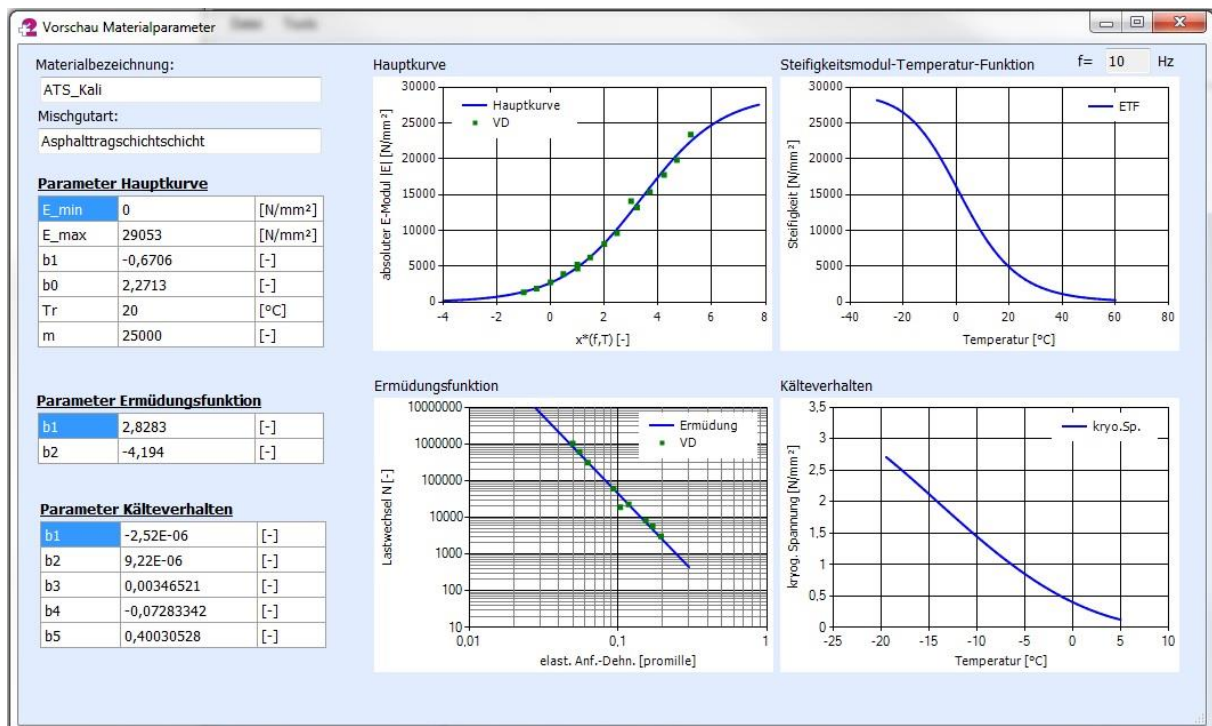 Vorschau Materialparameter
Datei Tools
Materialbezeichnung:
ATS_Kali
Mischgutart:
Asphalttragschichtschicht
Parameter Hauptkurve
E_min 0 [N/mm²]
E_max 29053 [N/mm²]
b1 -0,6706 [-]
b0 2,2713 [-]
Tr 20 [°C]
m 25000 [-]
Parameter Ermüdungsfunktion
b1 2,8283 [-]
b2 -4,194 [-]
Parameter Kälteverhalten
b1 -2,52E-06 [-]
b2 9,22E-06 [-]
b3 0,00346521 [-]
b4 -0,07283342 [-]
b5 0,40030528 [-]
Hauptkurve
absoluter E-Modul |E| [N/mm²]
30000
25000
20000
15000
10000
5000
0
Hauptkurve
VD
-4 -2 0 2 4 6 8
x*(f,T) [-]
Steifigkeitsmodul-Temperatur-Funktion f= 10 Hz
Steifigkeit [N/mm²]
30000
25000
20000
15000
10000
5000
0
ETF
-40 -20 0 20 40 60 80
Temperatur [°C]
Ermüdungsfunktion
Lastwechsel N [-]
10000000
1000000
100000
10000
1000
100
10
Ermüdung
VD
0,01 0,1 1
elast. Anf.-Dehn. [promille]
Kälteverhalten
kryog. Spannung [N/mm²]
3,5
3
2,5
2
1,5
1
0,5
0
kryo.Sp.
-25 -20 -15 -10 -5 0 5 10
Temperatur [°C]